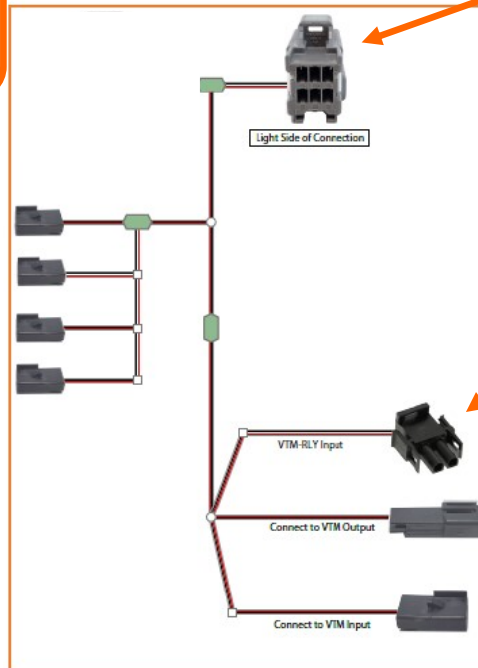 Light Side of Connection
VTM-RLY Input
Connect to VTM Output
Connect to VTM Input